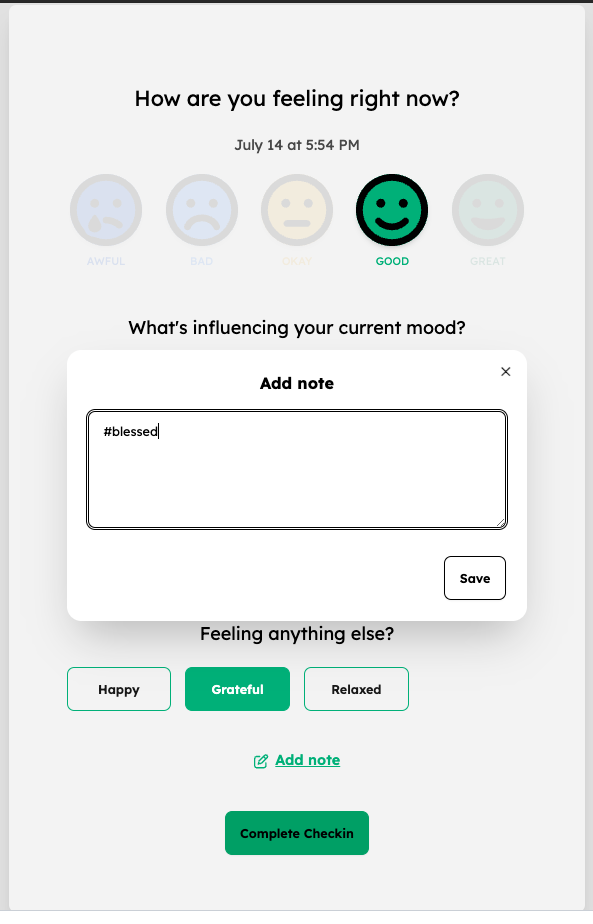 How are you feeling right now?
July 14 at 5:54 PM
AWFUL
BAD
OKAY
GOOD
GREAT
What's influencing your current mood?
Add note
#blessed
Save
Feeling anything else?
Happy
Grateful
Relaxed
Add note
Complete Checkin